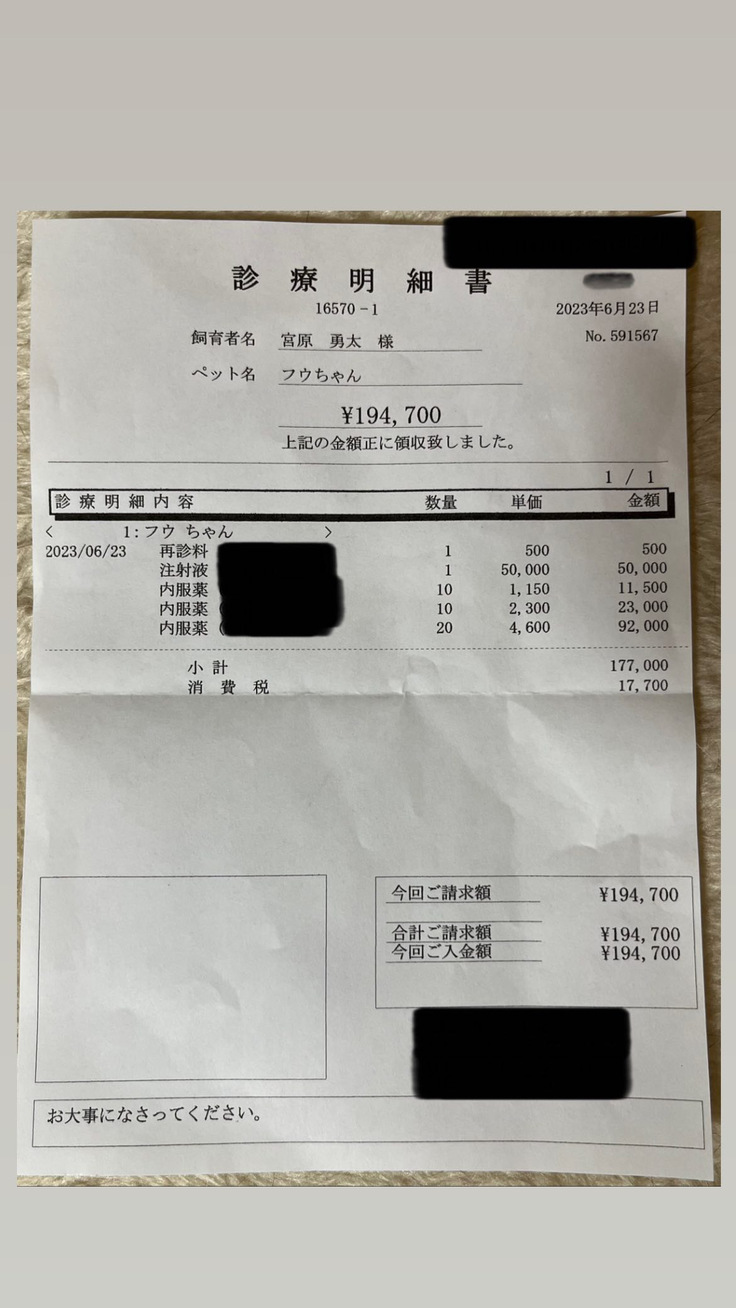 診療明細書
16570-1
2023年6月23日
飼育者名 宮原 勇太 様
No.591567
ペット名 フウちゃん
¥194,700
上記の金額正に領収致しました。
1 / 1
診療明細内容 数量 単価 金額
< 1:フウ ちゃん >
2023/06/23 再診料 1 500 500
注射液 1 50,000 50,000
内服薬 10 1,150 11,500
内服薬 ( 10 2,300 23,000
内服薬 ( 20 4,600 92,000
小計 177,000
消費税 17,700
今回ご請求額 ¥194,700
合計ご請求額 ¥194,700
今回ご入金額 ¥194,700
お大事になさってください。